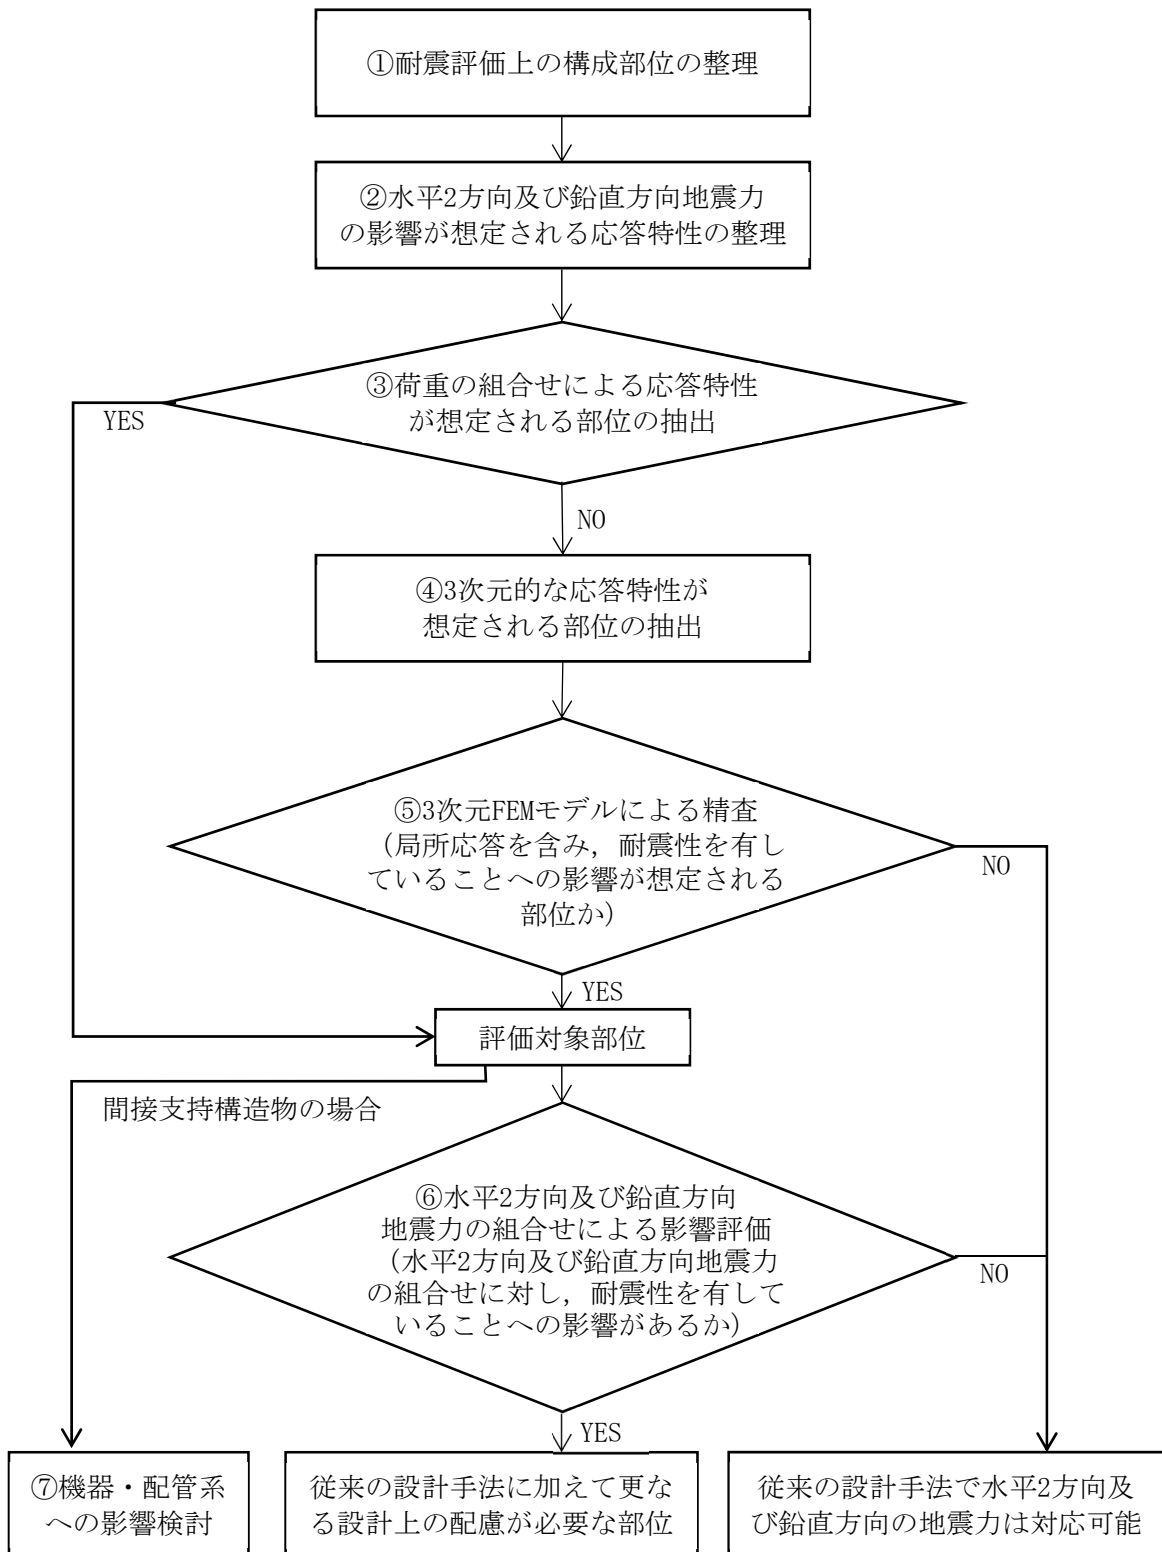 ①耐震評価上の構成部位の整理
②水平2方向及び鉛直方向地震力
の影響が想定される応答特性の整理
③荷重の組合せによる応答特性
が想定される部位の抽出
YES
NO
④3次元的な応答特性が
想定される部位の抽出
⑤3次元FEMモデルによる精査
(局所応答を含み，耐震性を有し
ていることへの影響が想定される
部位か)
NO
YES
評価対象部位
間接支持構造物の場合
⑥水平2方向及び鉛直方向
地震力の組合せによる影響評価
(水平2方向及び鉛直方向地震力
の組合せに対し，耐震性を有して
いることへの影響があるか)
NO
YES
⑦機器・配管系
への影響検討
従来の設計手法に加えて更な
る設計上の配慮が必要な部位
従来の設計手法で水平2方向及
び鉛直方向の地震力は対応可能